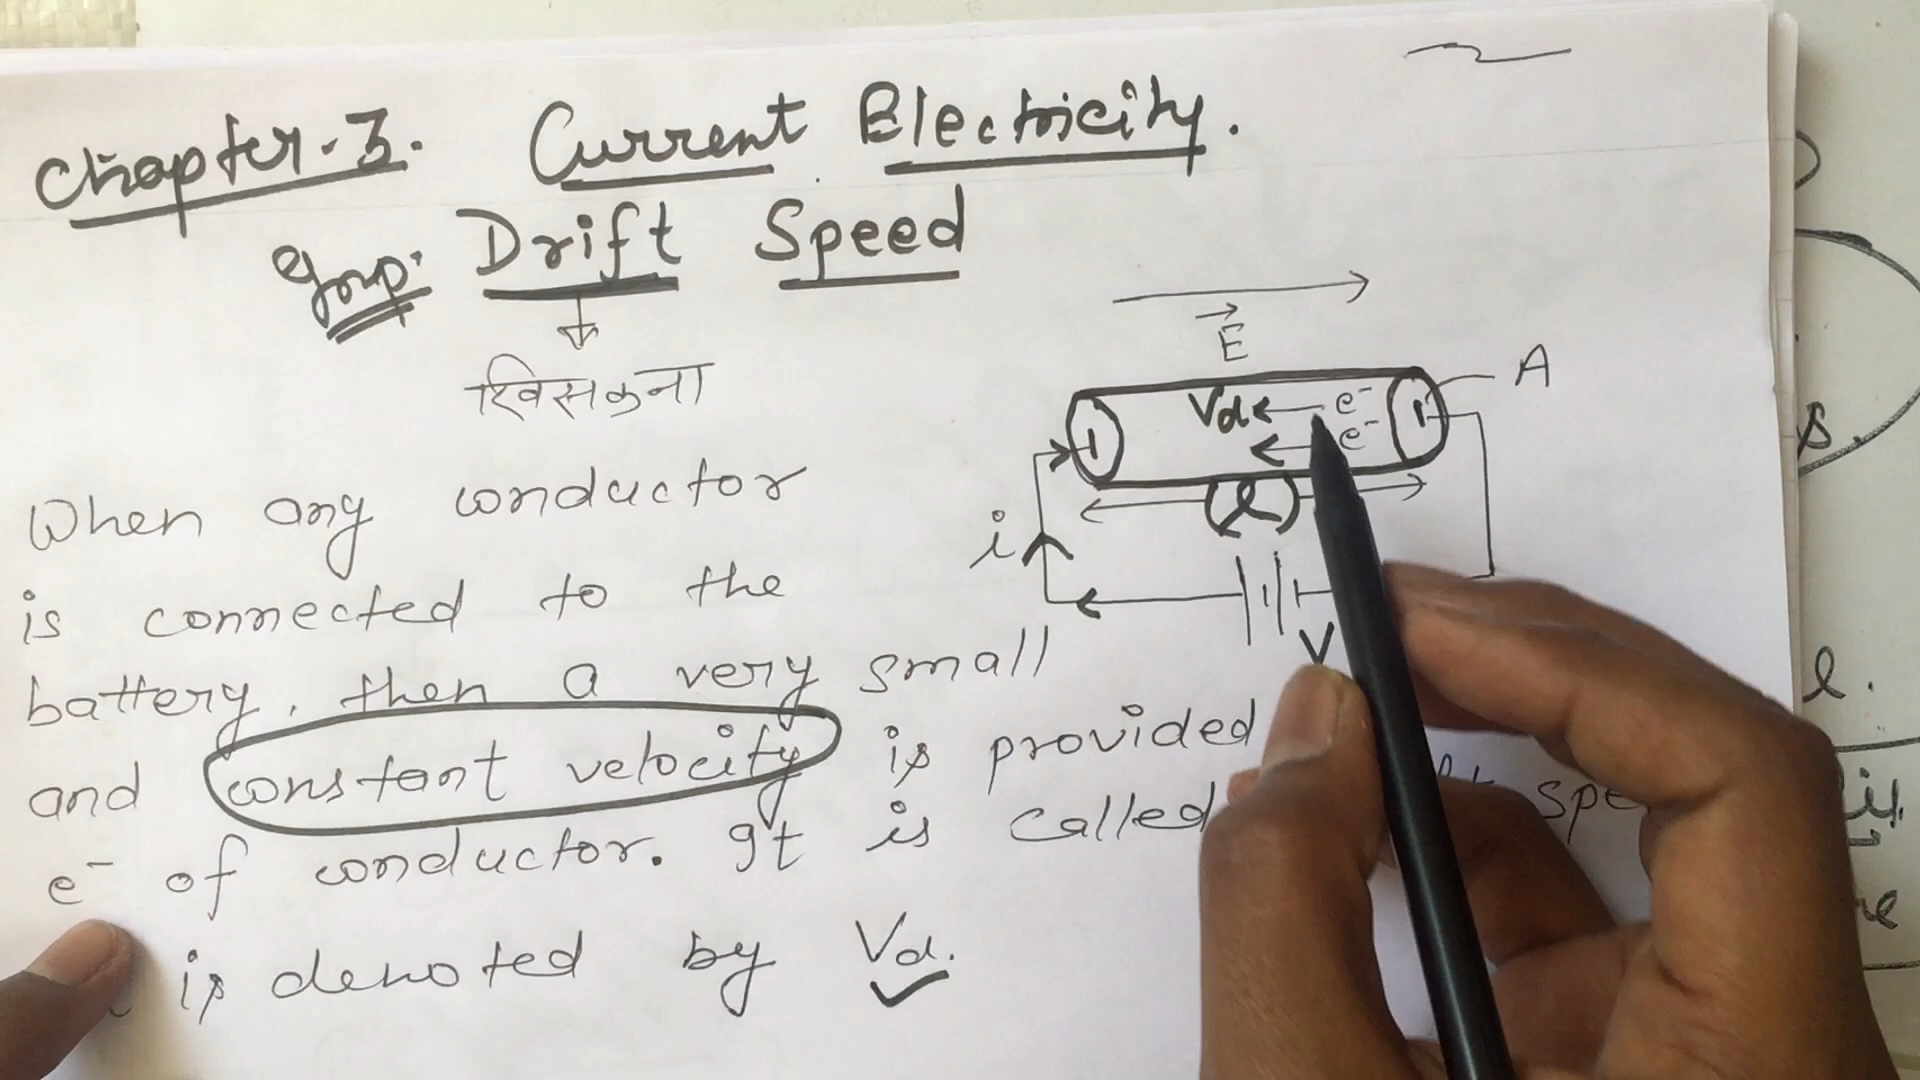 Chapter-3. Current Electricity.
Imp: Drift Speed
खिसकना
E
A
Vd e-
e-
l
i
V
When any conductor
is connected to the
battery, then a very small
and constant velocity is provided
e- of conductor. It is called spe
is denoted by Vd.